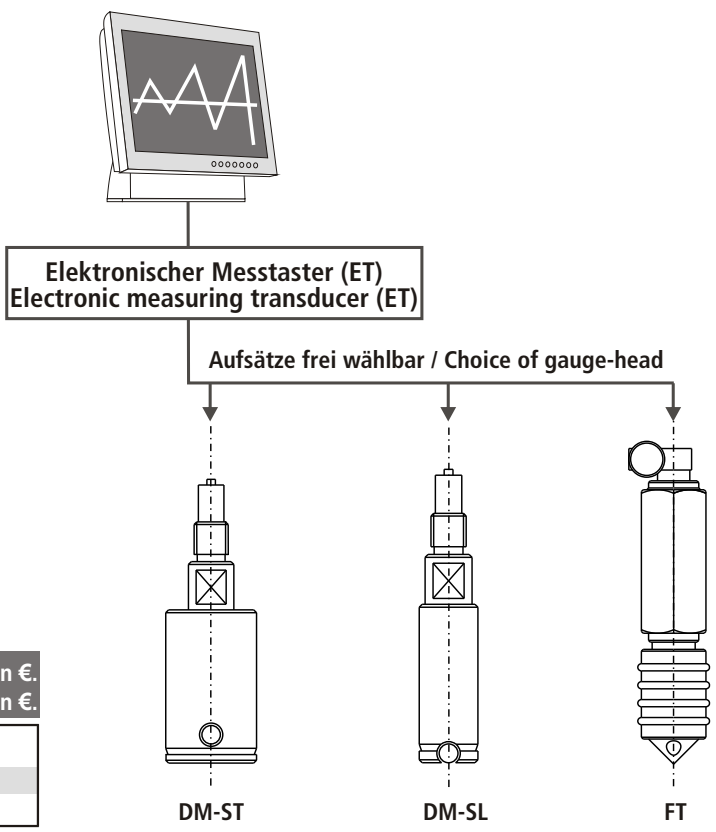 Elektronischer Messtaster (ET)
Electronic measuring transducer (ET)
Aufsätze frei wählbar / Choice of gauge-head
n €.
n €.
DM-ST
DM-SL
FT